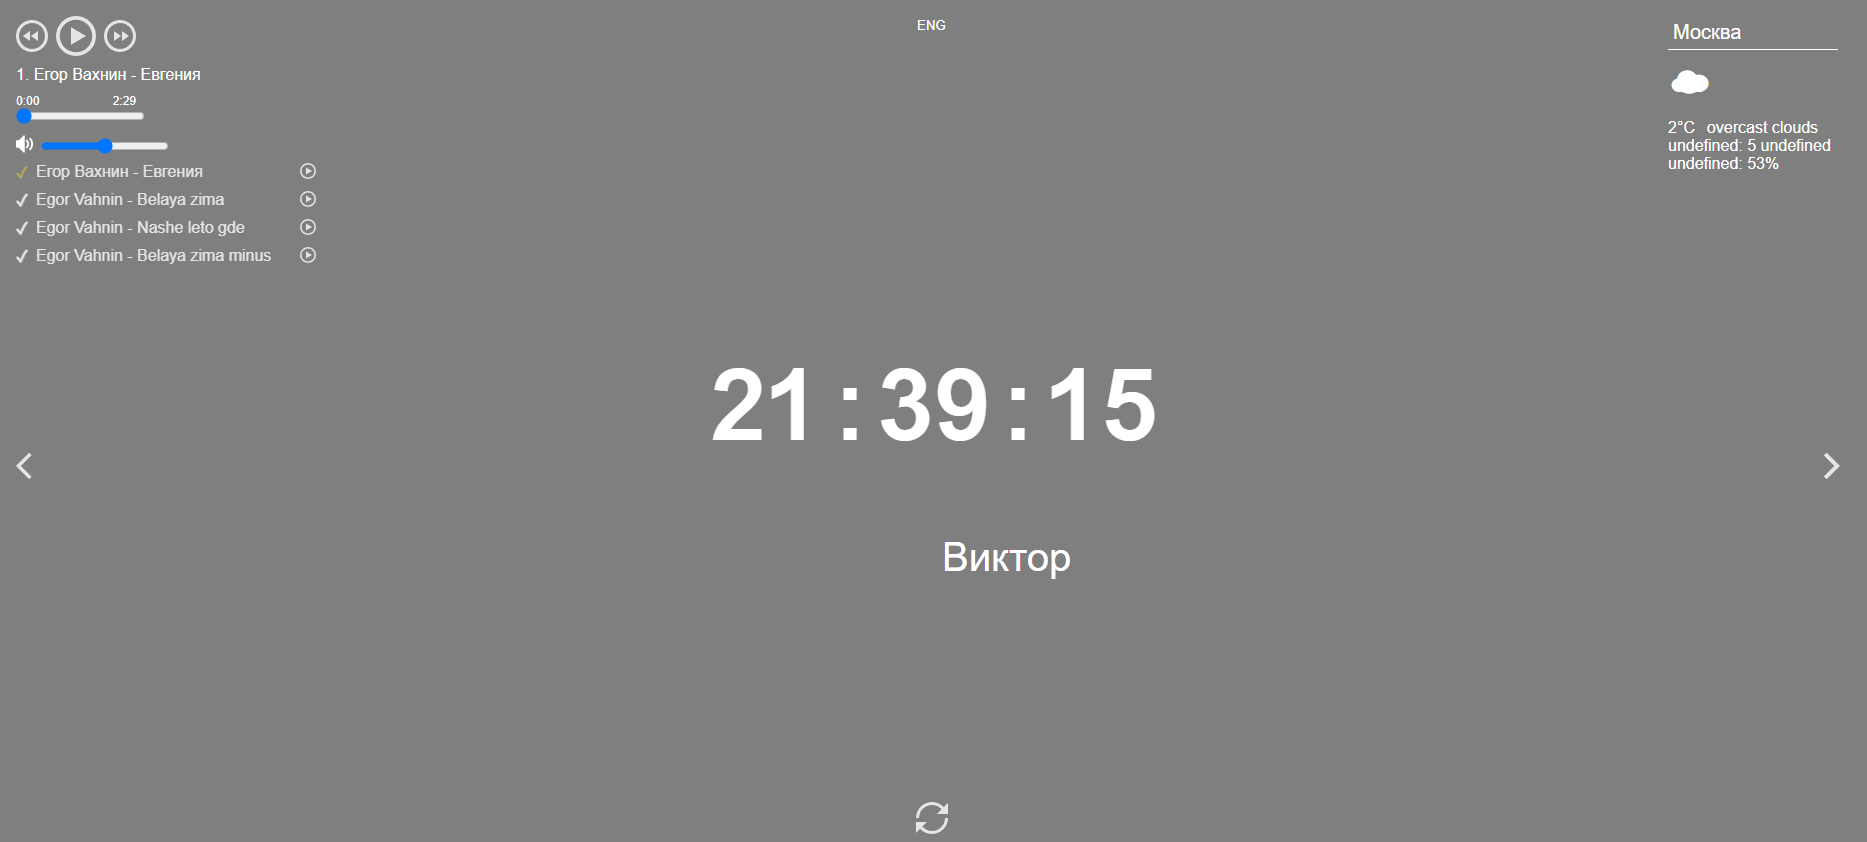 ENG
1. Егор Вахнин - Евгения
0:00 2:29
Егор Вахнин - Евгения
Egor Vahnin - Belaya zima
Egor Vahnin - Nashe leto gde
Egor Vahnin - Belaya zima minus
Москва
2°C overcast clouds
undefined: 5 undefined
undefined: 53%
21:39:15
Виктор